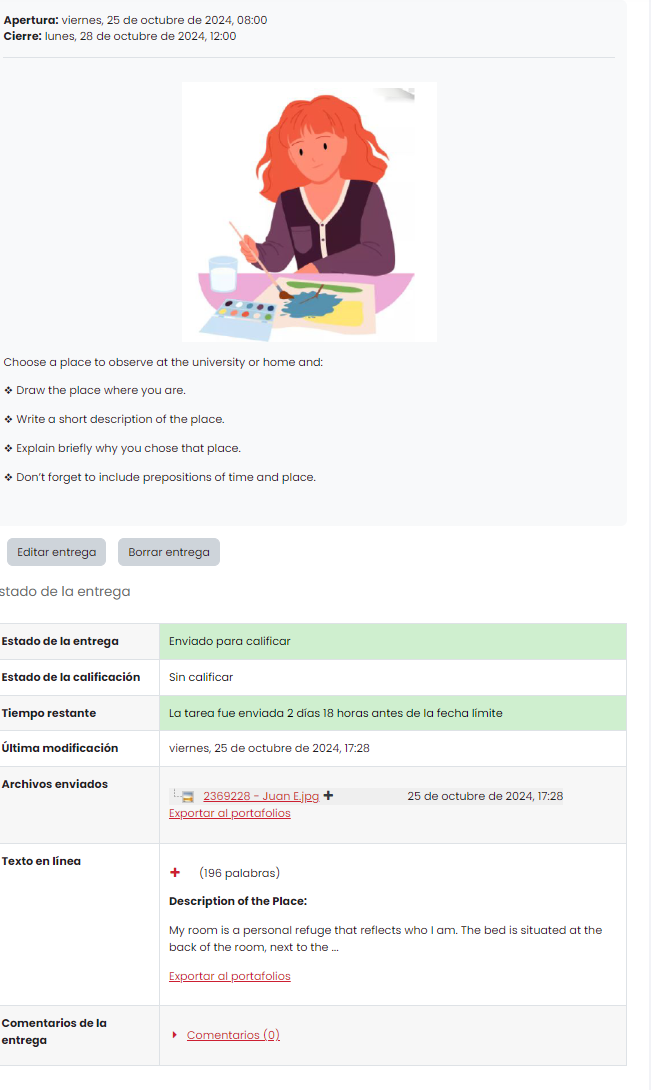 Apertura: viernes, 25 de octubre de 2024, 08:00
Cierre: lunes, 28 de octubre de 2024, 12:00
Choose a place to observe at the university or home and:
❖ Draw the place where you are.
❖ Write a short description of the place.
❖ Explain briefly why you chose that place.
❖ Don’t forget to include prepositions of time and place.
Editar entrega Borrar entrega
stado de la entrega
Estado de la entrega Enviado para calificar
Estado de la calificación Sin calificar
Tiempo restante La tarea fue enviada 2 días 18 horas antes de la fecha límite
Última modificación viernes, 25 de octubre de 2024, 17:28
Archivos enviados
2369228 - Juan E.jpg + 25 de octubre de 2024, 17:28
Exportar al portafolios
Texto en línea
+ (196 palabras)
Description of the Place:
My room is a personal refuge that reflects who I am. The bed is situated at the
back of the room, next to the ...
Exportar al portafolios
Comentarios de la
entrega
Comentarios (0)